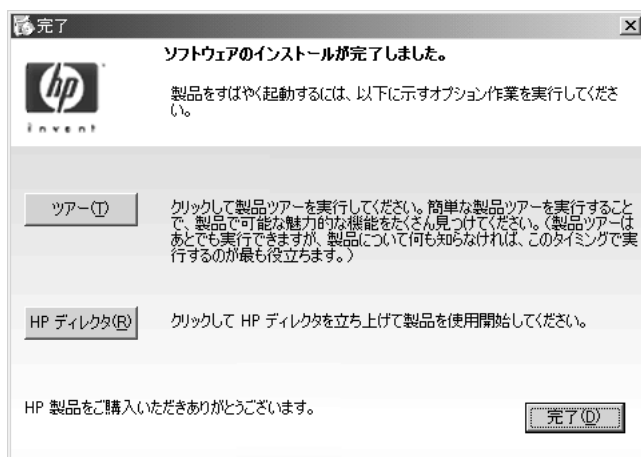 完了
ソフトウェアのインストールが完了しました。
hp
invent
製品をすばやく起動するには、以下に示すオプション作業を実行してくださ
い。
ツアー(T)
クリックして製品ツアーを実行してください。簡単な製品ツアーを実行すること
で、製品で可能な魅力的な機能をたくさん見つけてください。（製品ツアーは
あとでも実行できますが、製品について何も知らなければ、このタイミングで実
行するのが最も役立ちます。）
HP ディレクタ(R)
クリックして HP ディレクタを立ち上げて製品を使用開始してください。
HP 製品をご購入いただきありがとうございます。
完了(D)